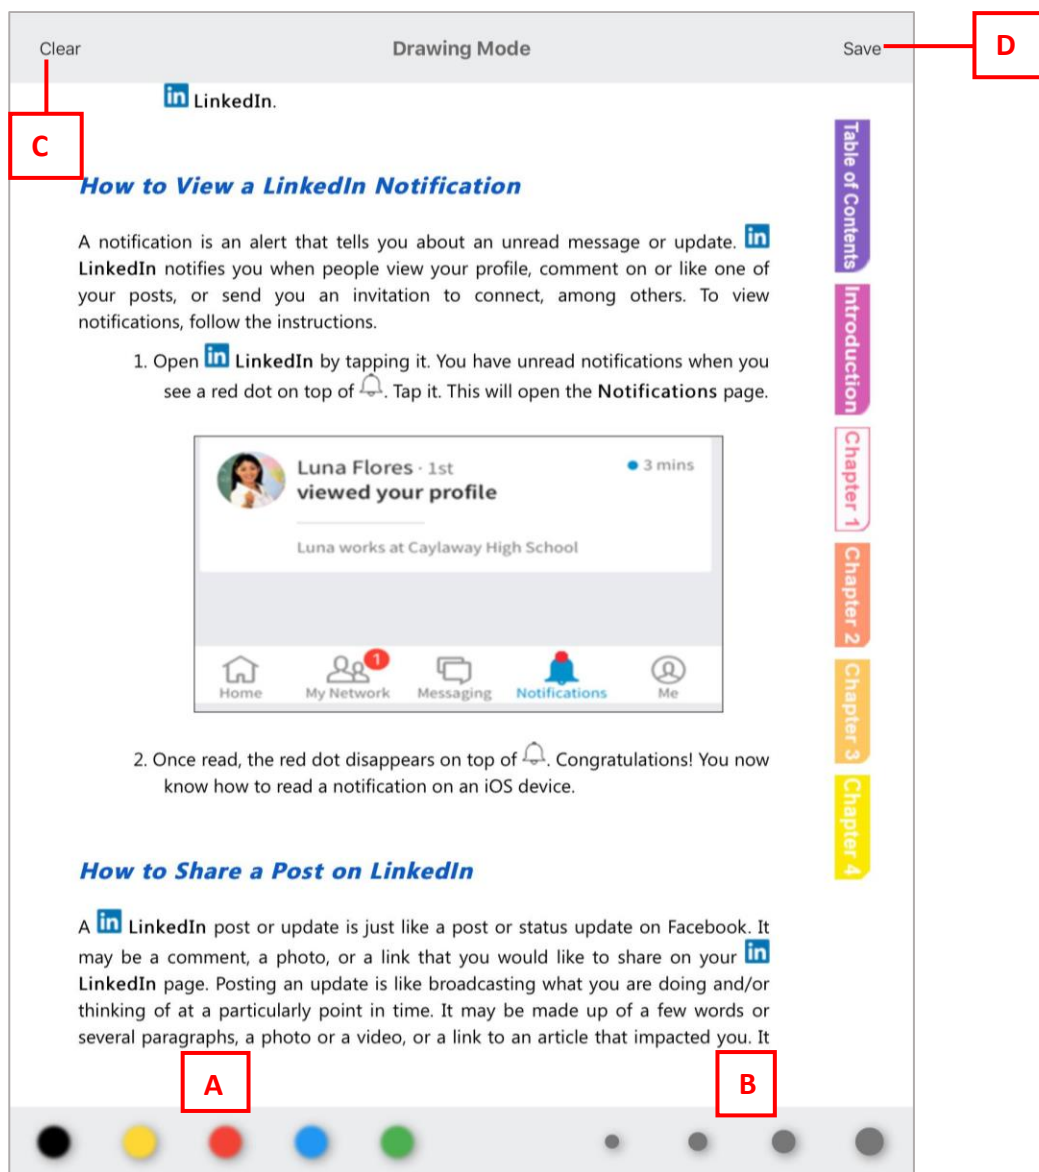 Clear
Drawing Mode
Save
D
in LinkedIn.
C
How to View a LinkedIn Notification
A notification is an alert that tells you about an unread message or update. in
LinkedIn notifies you when people view your profile, comment on or like one of
your posts, or send you an invitation to connect, among others. To view
notifications, follow the instructions.
1. Open in LinkedIn by tapping it. You have unread notifications when you
see a red dot on top of . Tap it. This will open the Notifications page.
Luna Flores · 1st
3 mins
viewed your profile
Luna works at Caylaway High School
1
Home
My Network
Messaging
Notifications
Me
2. Once read, the red dot disappears on top of . Congratulations! You now
know how to read a notification on an iOS device.
How to Share a Post on LinkedIn
A in LinkedIn post or update is just like a post or status update on Facebook. It
may be a comment, a photo, or a link that you would like to share on your in
LinkedIn page. Posting an update is like broadcasting what you are doing and/or
thinking of at a particularly point in time. It may be made up of a few words or
several paragraphs, a photo or a video, or a link to an article that impacted you. It
Table of Contents
Introduction
Chapter 1
Chapter 2
Chapter 3
Chapter 4
A
B